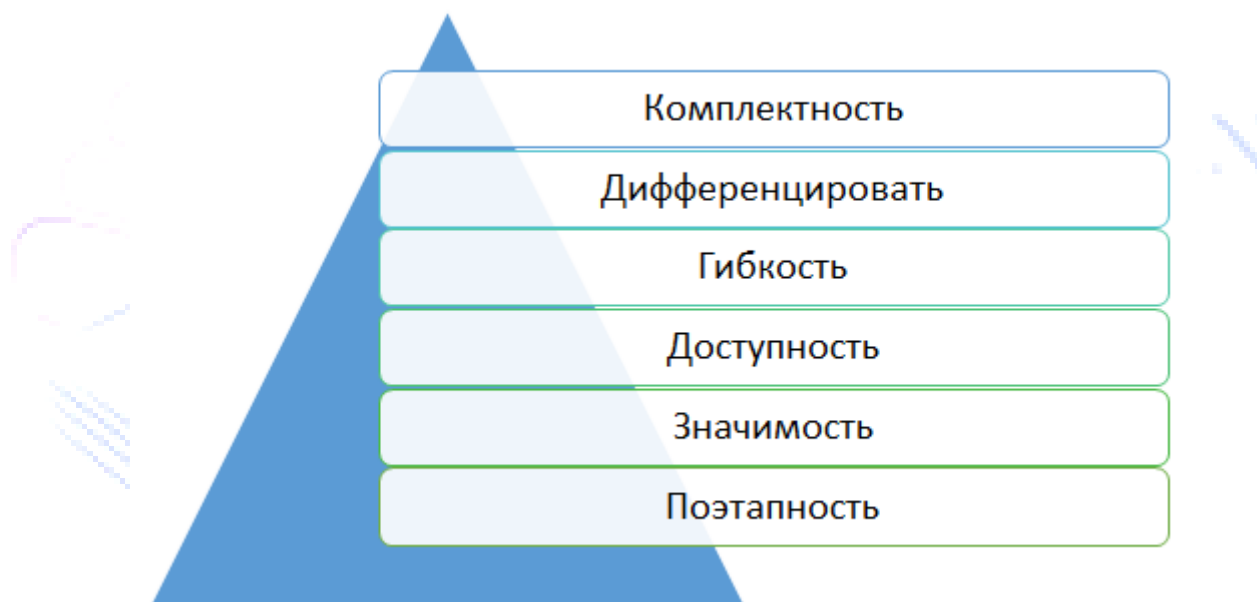 Комплектность
Дифференцировать
Гибкость
Доступность
Значимость
Поэтапность